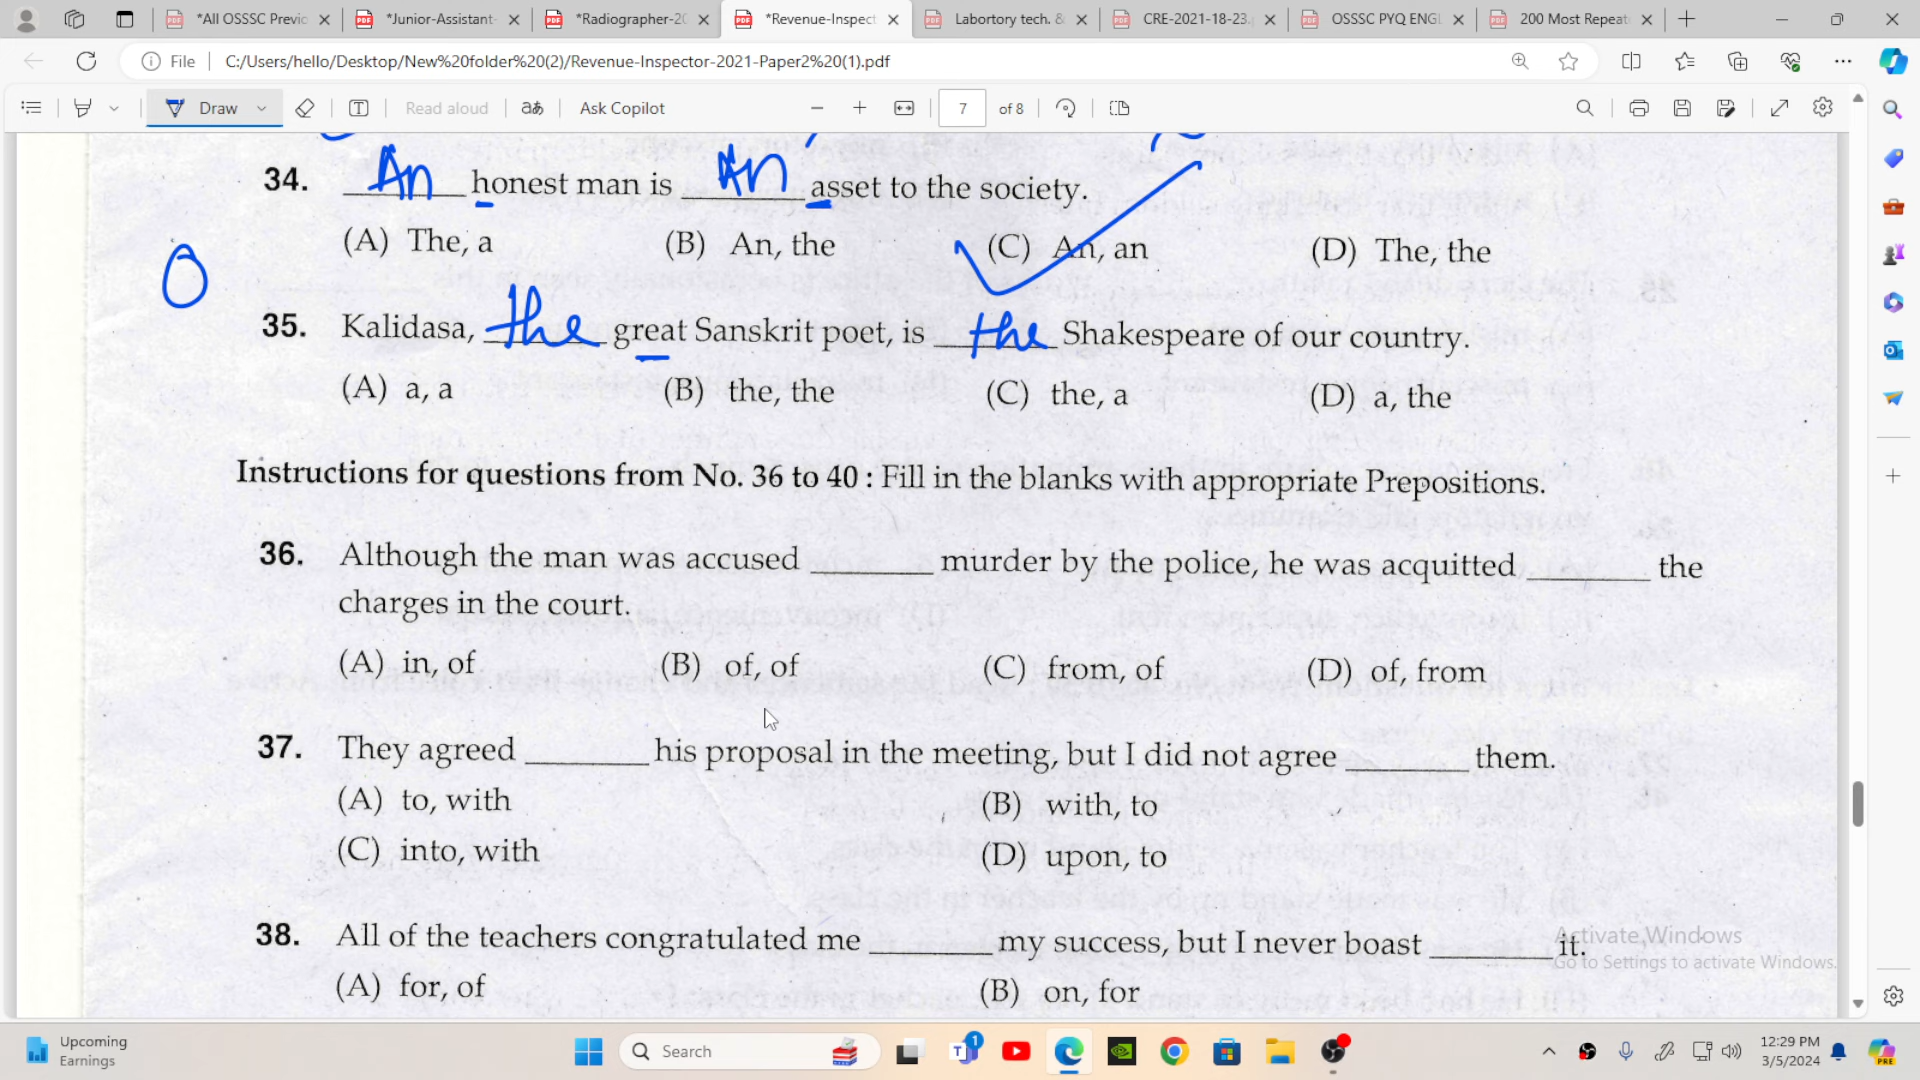 *All OSSSC Previo
*Junior-Assistant-
*Radiographer-20
*Revenue-Inspect
Labortory tech. &
CRE-2021-18-23.
OSSSC PYQ ENGL
200 Most Repeat
File C:/Users/hello/Desktop/New%20folder%20(2)/Revenue-Inspector-2021-Paper2%20(1).pdf
Draw Read aloud aあ Ask Copilot 7 of 8
34. An honest man is An asset to the society.
(A) The, a (B) An, the (C) An, an (D) The, the
35. Kalidasa, the great Sanskrit poet, is the Shakespeare of our country.
(A) a, a (B) the, the (C) the, a (D) a, the
Instructions for questions from No. 36 to 40 : Fill in the blanks with appropriate Prepositions.
36. Although the man was accused ______ murder by the police, he was acquitted ______ the
charges in the court.
(A) in, of (B) of, of (C) from, of (D) of, from
37. They agreed ______ his proposal in the meeting, but I did not agree ______ them.
(A) to, with (B) with, to
(C) into, with (D) upon, to
38. All of the teachers congratulated me ______ my success, but I never boast ______ it.
(A) for, of (B) on, for
Activate Windows
Go to Settings to activate Windows.
Upcoming
Earnings
Search
1
12:29 PM
3/5/2024
PRE